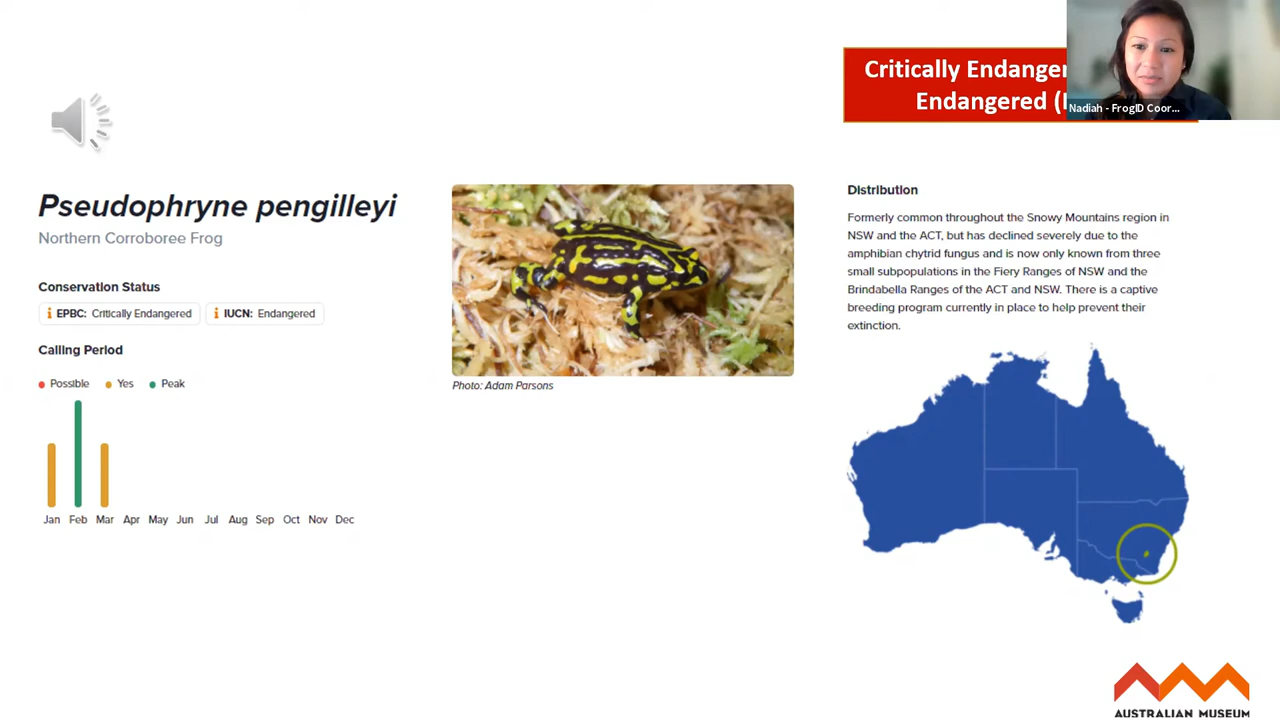 Critically Endanger
Endangered (
Nadiah - FrogID Coor...
Pseudophryne pengilleyi
Northern Corroboree Frog
Conservation Status
EPBC: Critically Endangered
IUCN: Endangered
Calling Period
Possible Yes Peak
Jan Feb Mar Apr May Jun Jul Aug Sep Oct Nov Dec
Photo: Adam Parsons
Distribution
Formerly common throughout the Snowy Mountains region in
NSW and the ACT, but has declined severely due to the
amphibian chytrid fungus and is now only known from three
small subpopulations in the Fiery Ranges of NSW and the
Brindabella Ranges of the ACT and NSW. There is a captive
breeding program currently in place to help prevent their
extinction.
AUSTRALIAN MUSEUM